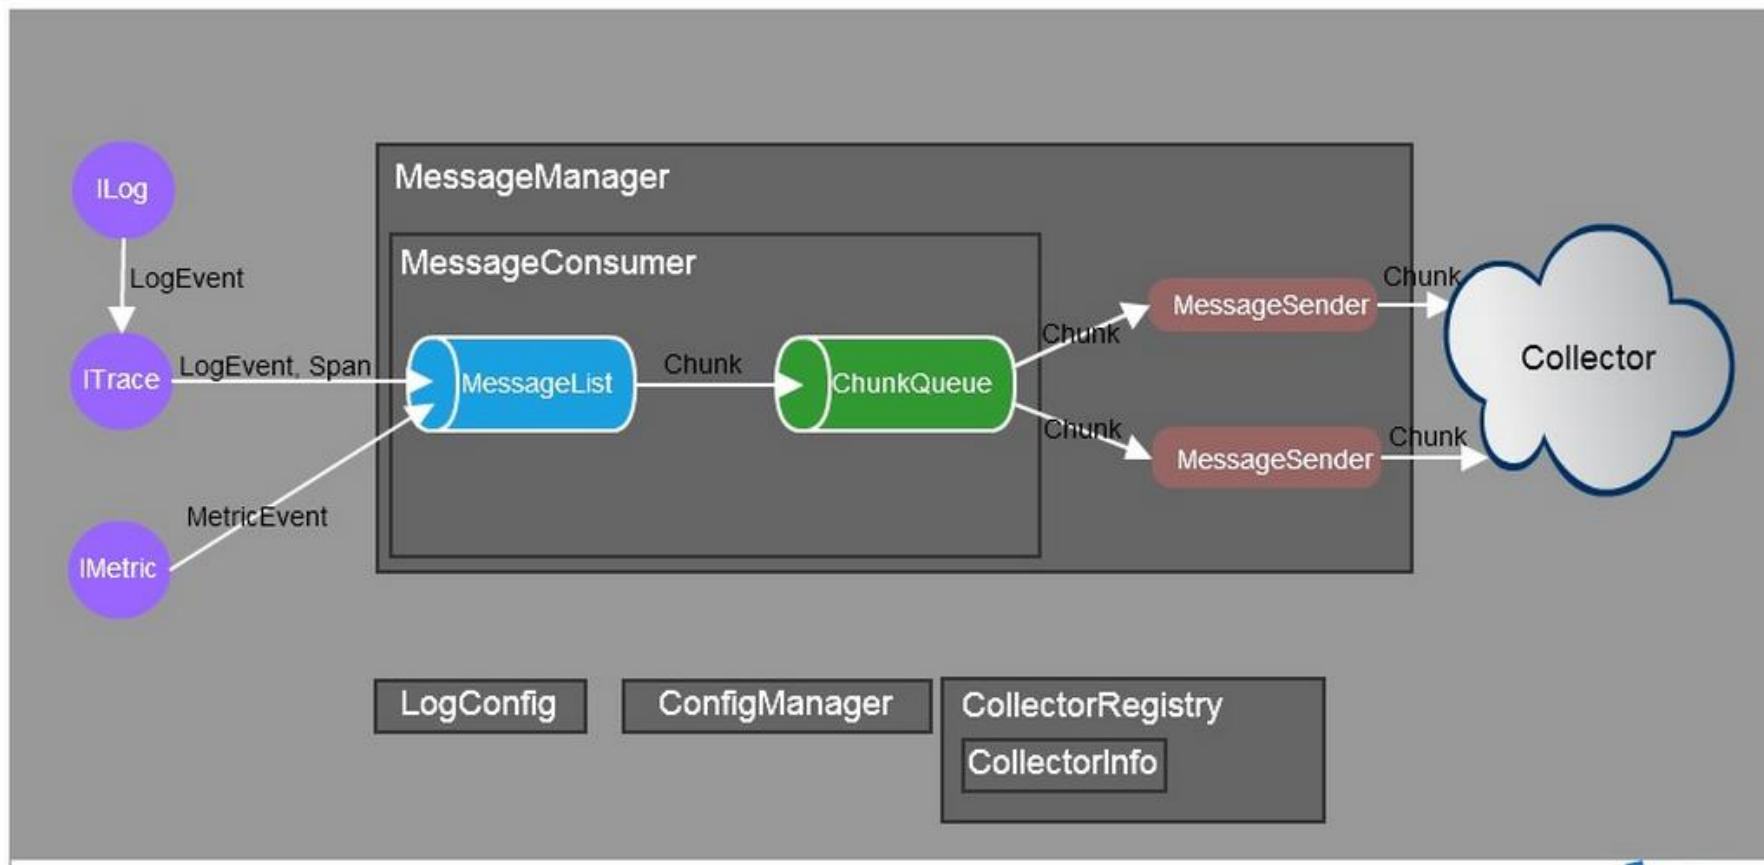 MessageManager
ILog
MessageConsumer
LogEvent
Chunk
MessageSender
Chunk
Collector
LogEvent, Span
Chunk
ITrace
MessageList
ChunkQueue
Chunk
Chunk
MessageSender
MetricEvent
IMetric
LogConfig
ConfigManager
CollectorRegistry
CollectorInfo